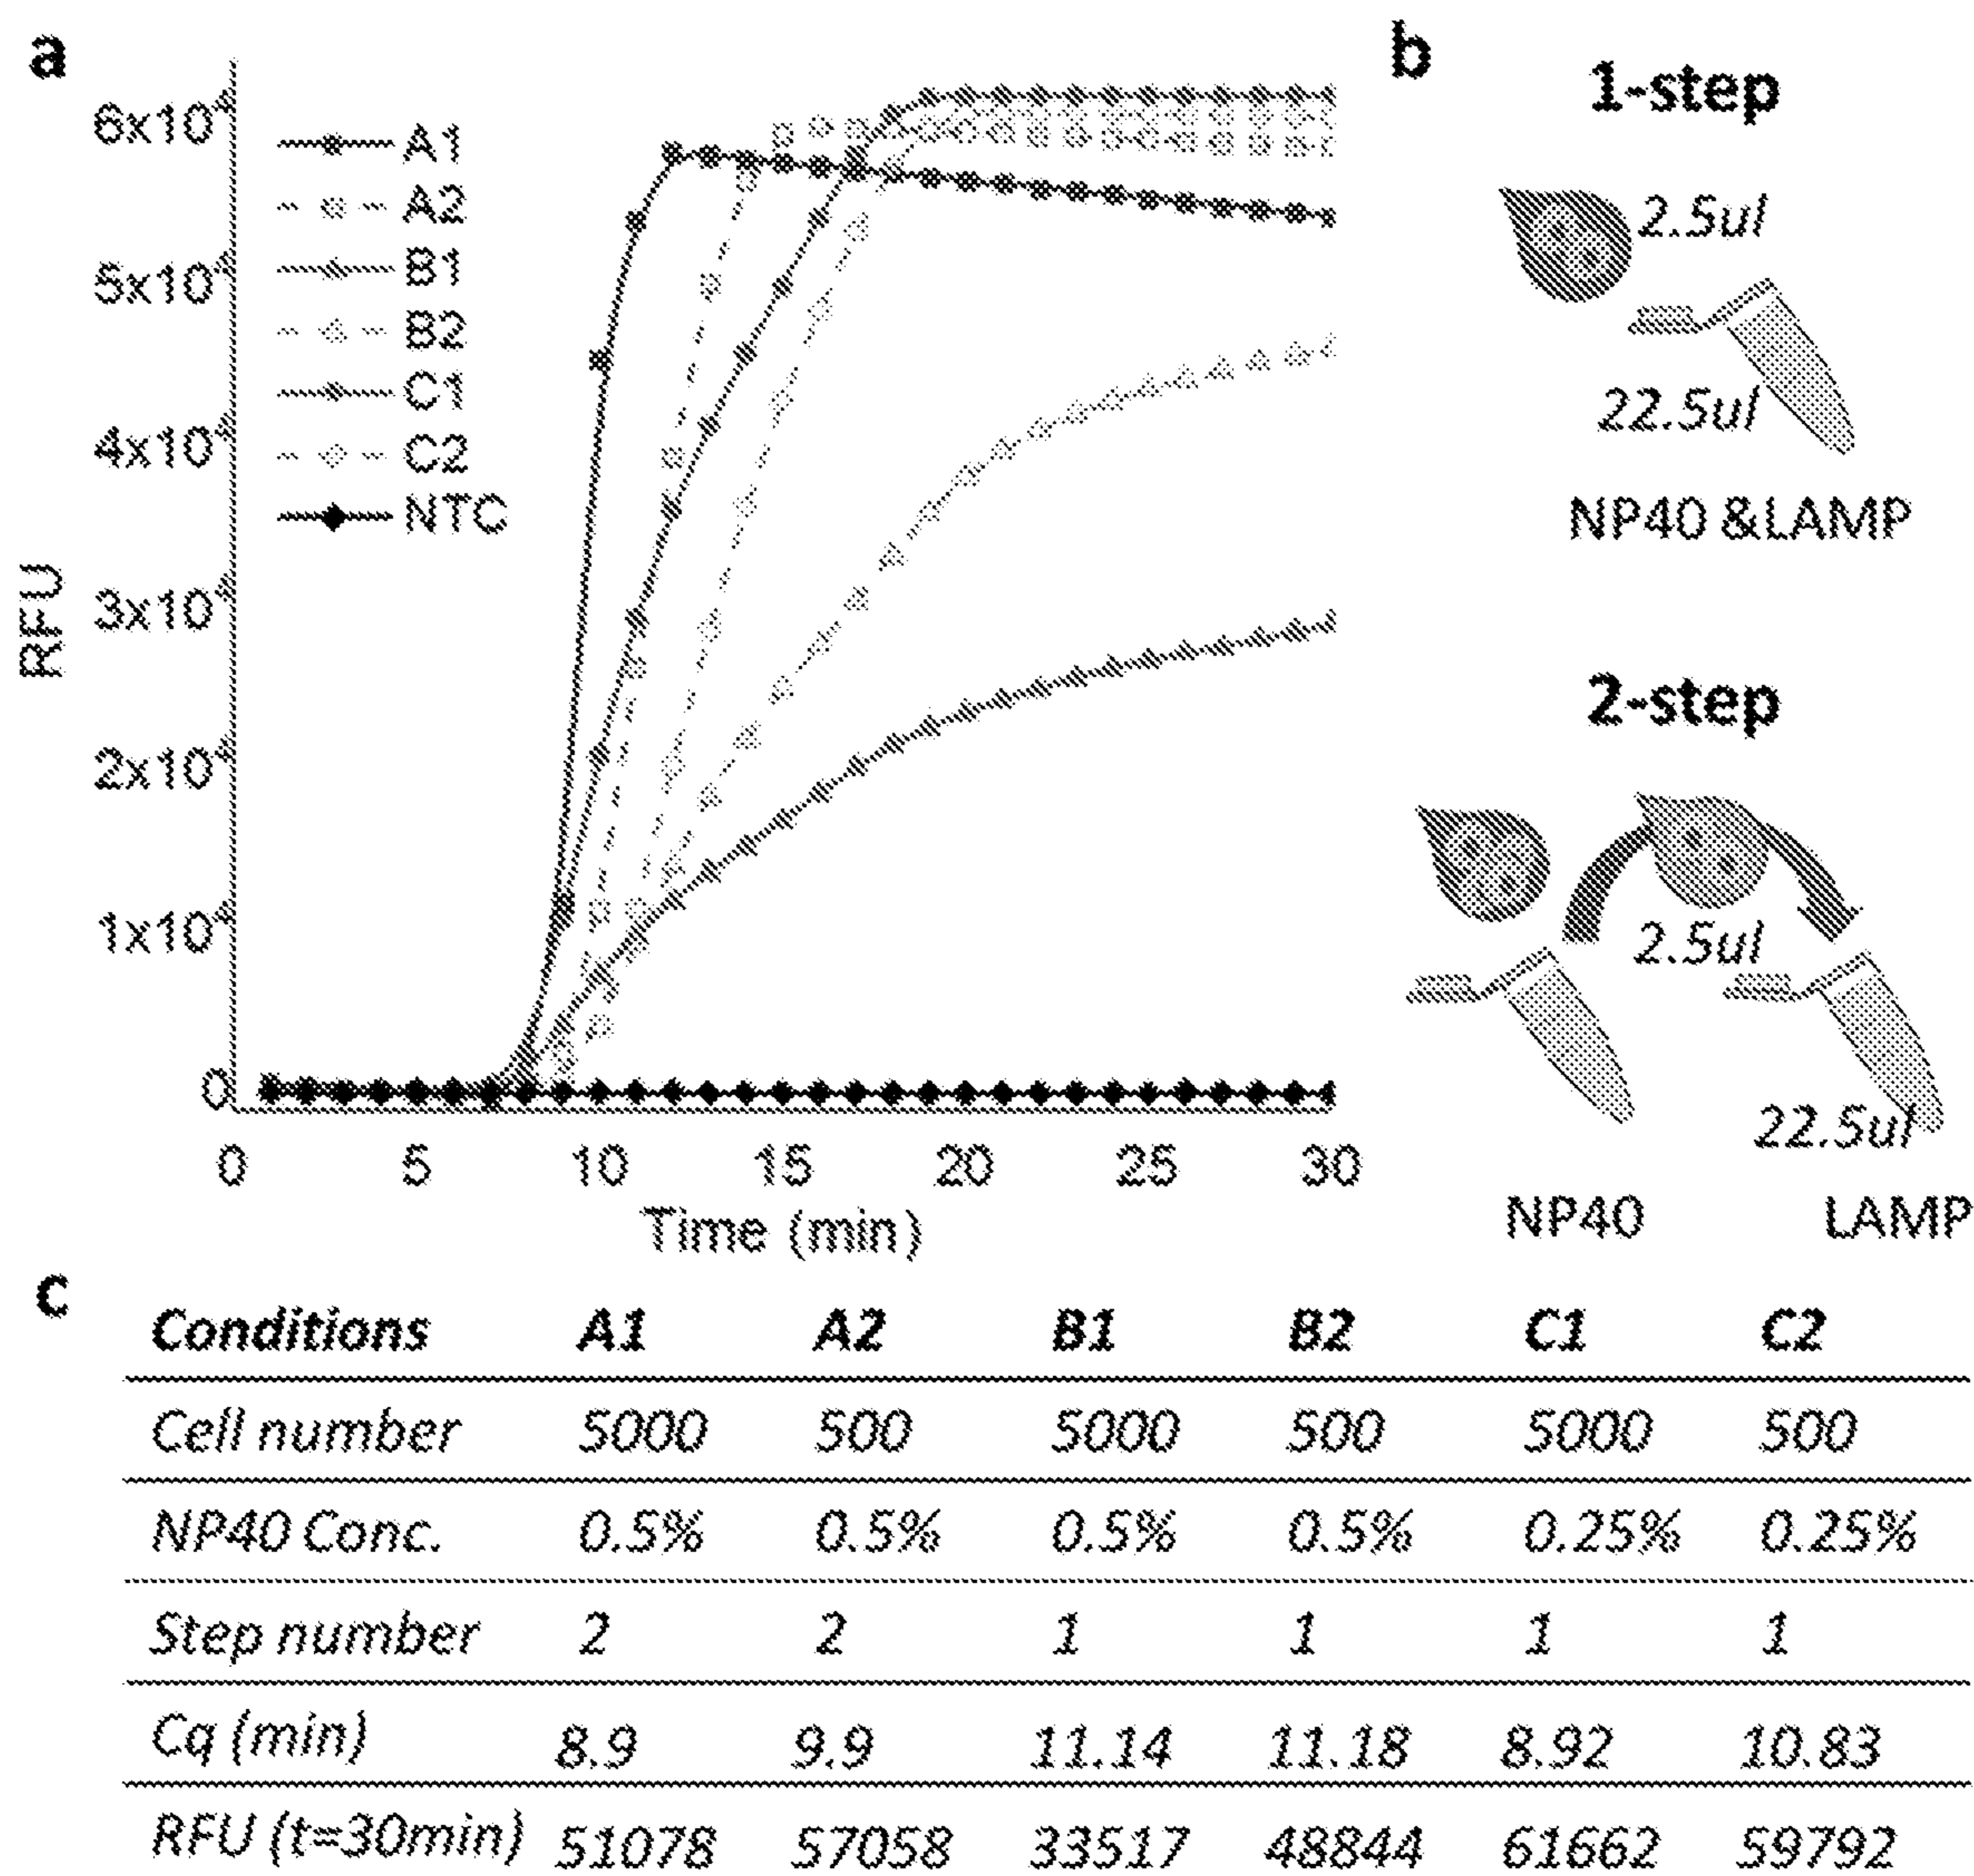 a
6x10⁴
5x10⁴
4x10⁴
3x10⁴
2x10⁴
1x10⁴
0
RFU
A1
A2
B1
B2
C1
C2
NTC
0 5 10 15 20 25 30
Time (min)
b
1-step
2.5ul
22.5ul
NP40 &LAMP
2-step
2.5ul
22.5ul
NP40 LAMP
c
Conditions A1 A2 B1 B2 C1 C2
Cell number 5000 500 5000 500 5000 500
NP40 Conc. 0.5% 0.5% 0.5% 0.5% 0.25% 0.25%
Step number 2 2 1 1 1 1
Cq (min) 8.9 9.9 11.14 11.18 8.92 10.83
RFU (t=30min) 51078 57058 33517 48844 61662 59792